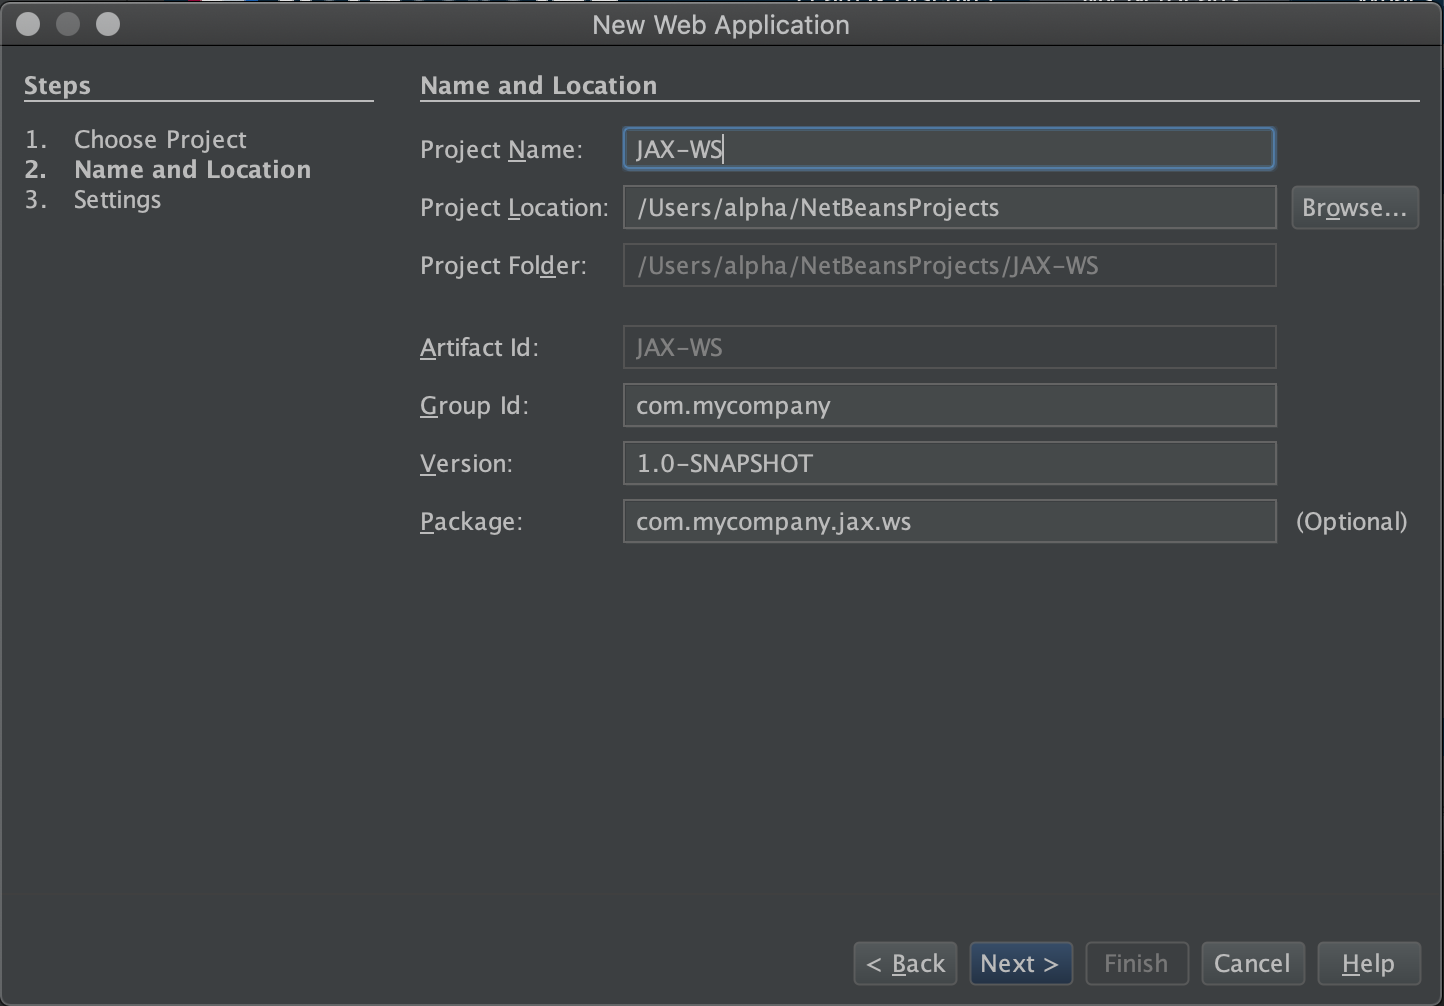 New Web Application
Steps
1. Choose Project
2. Name and Location
3. Settings
Name and Location
Project Name: JAX-WS
Project Location: /Users/alpha/NetBeansProjects Browse...
Project Folder: /Users/alpha/NetBeansProjects/JAX-WS
Artifact Id: JAX-WS
Group Id: com.mycompany
Version: 1.0-SNAPSHOT
Package: com.mycompany.jax.ws (Optional)
< Back Next > Finish Cancel Help